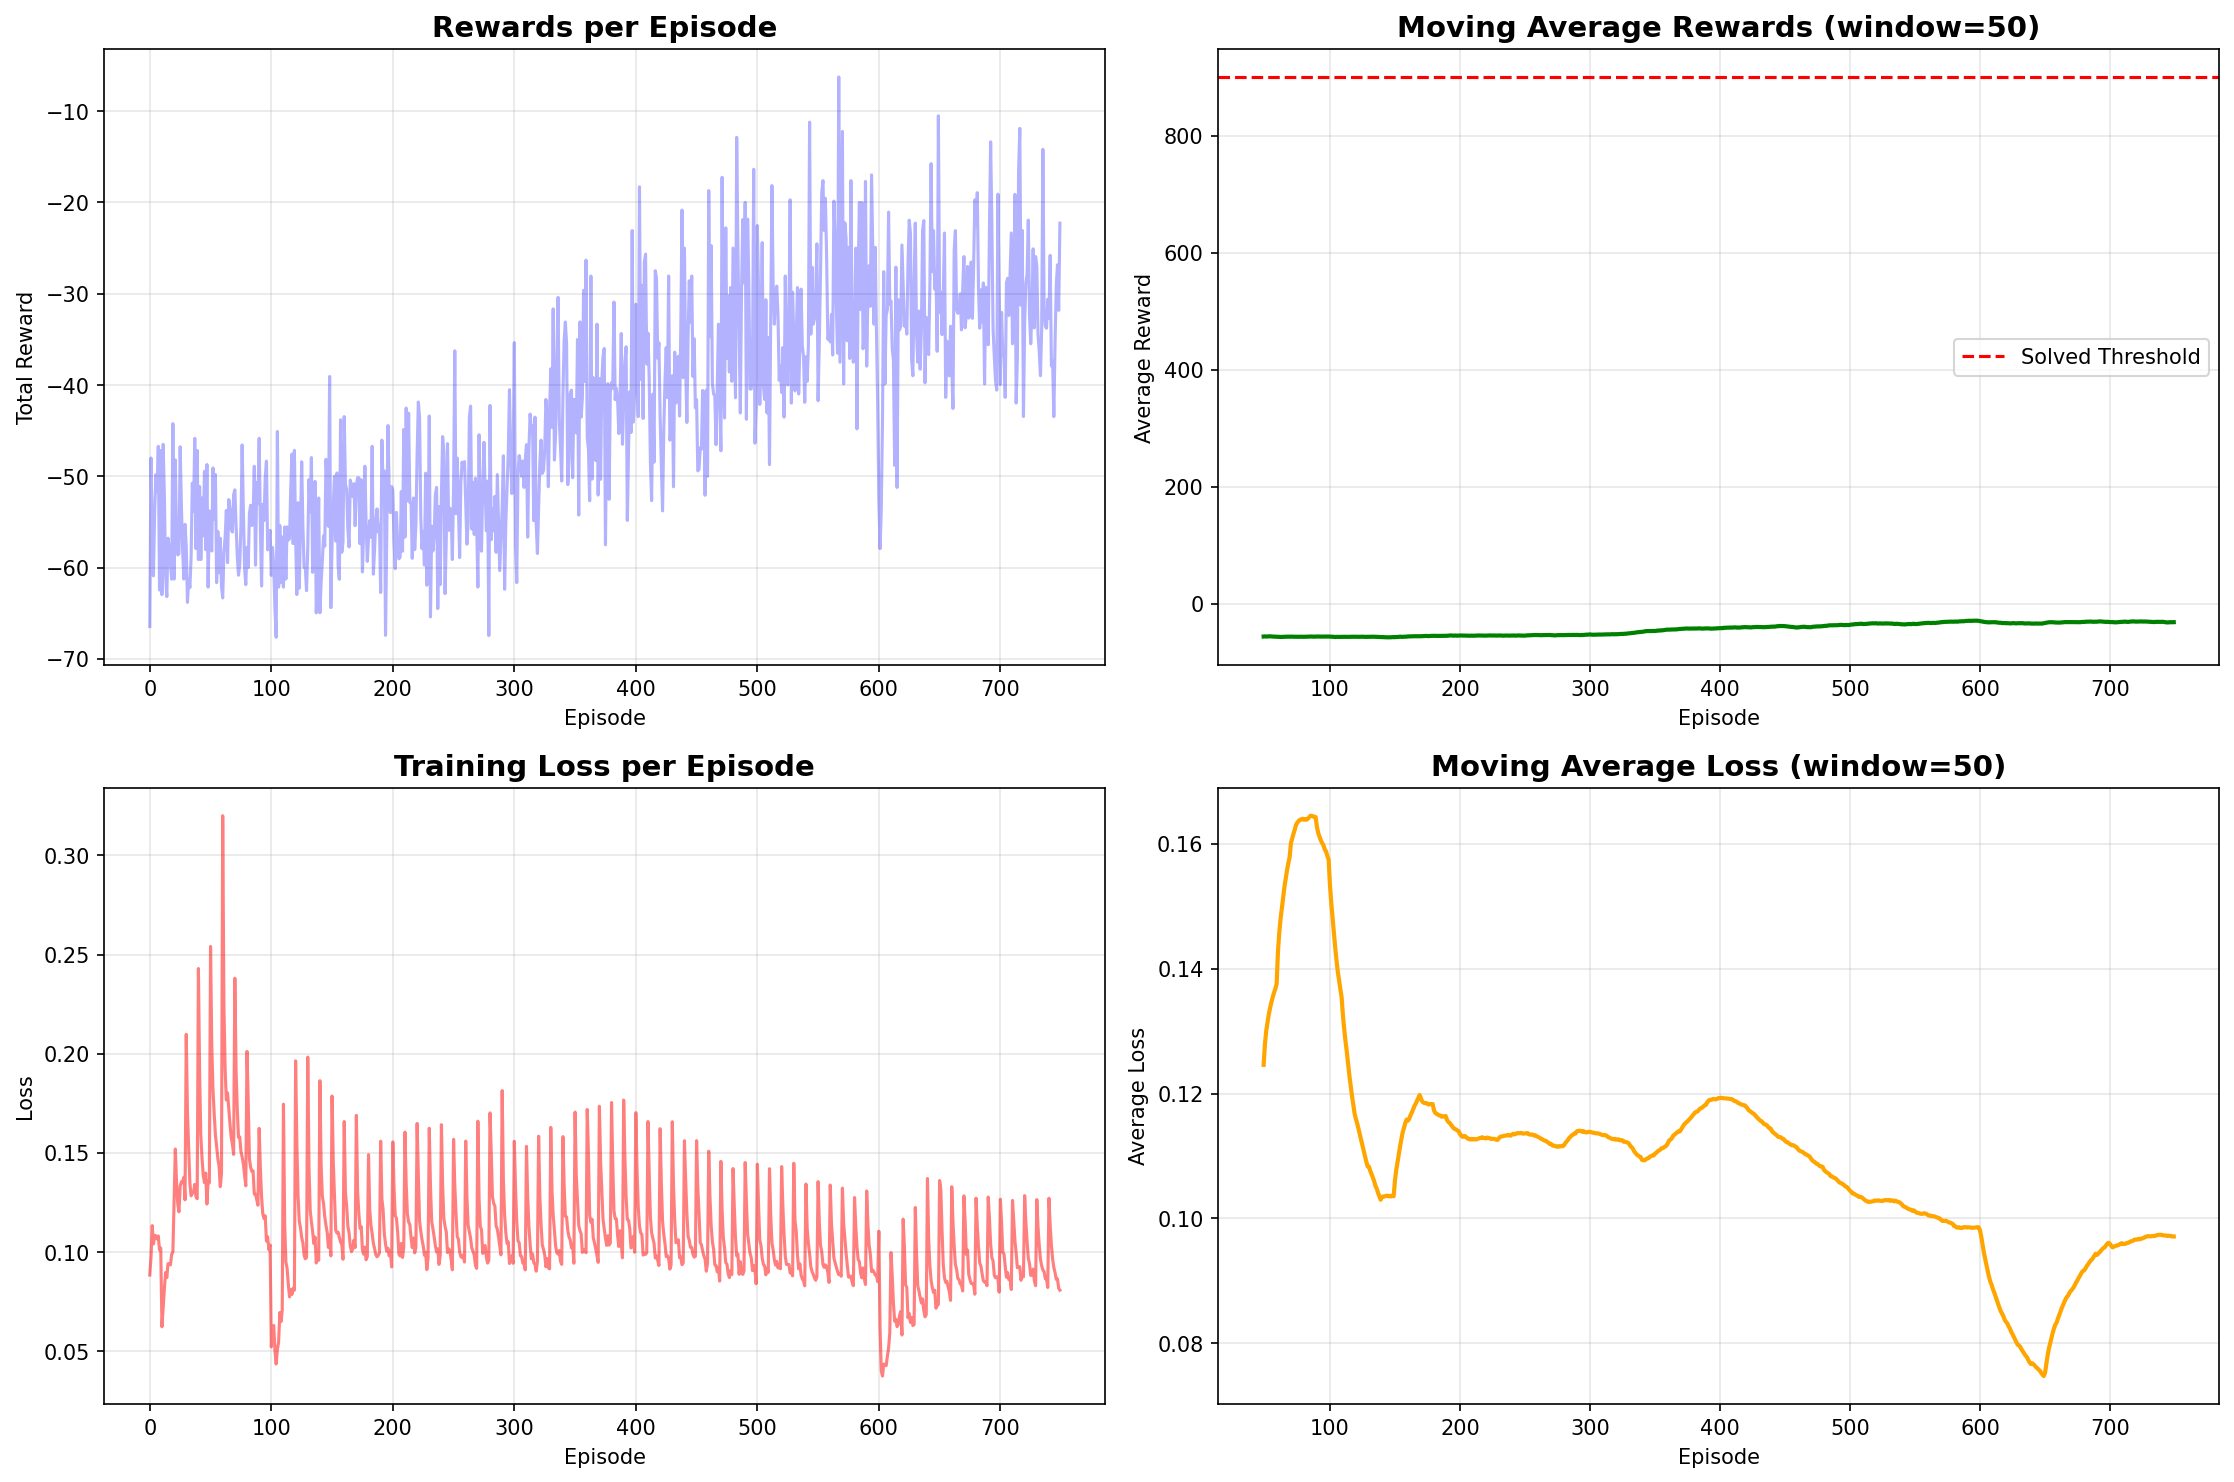 Rewards per Episode
Total Reward
−10
−20
−30
−40
−50
−60
−70
0 100 200 300 400 500 600 700
Episode
Moving Average Rewards (window=50)
Average Reward
800
600
400
200
0
Solved Threshold
100 200 300 400 500 600 700
Episode
Training Loss per Episode
Loss
0.30
0.25
0.20
0.15
0.10
0.05
0 100 200 300 400 500 600 700
Episode
Moving Average Loss (window=50)
Average Loss
0.16
0.14
0.12
0.10
0.08
100 200 300 400 500 600 700
Episode